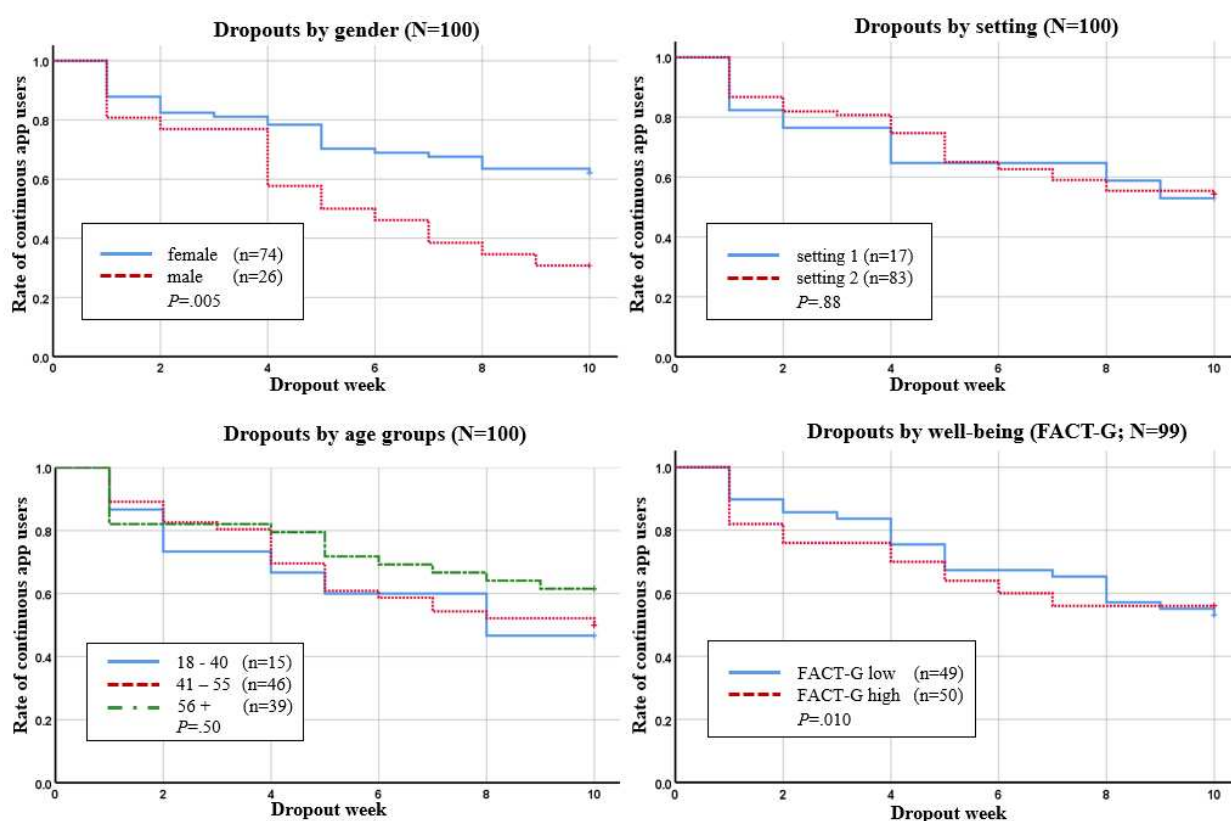 Dropouts by gender (N=100)
Rate of continuous app users
1.0
0.8
0.6
0.4
0.2
0.0
female (n=74)
male (n=26)
P=.005
0 2 4 6 8 10
Dropout week
Dropouts by setting (N=100)
Rate of continuous app users
1.0
0.8
0.6
0.4
0.2
0.0
setting 1 (n=17)
setting 2 (n=83)
P=.88
0 2 4 6 8 10
Dropout week
Dropouts by age groups (N=100)
Rate of continuous app users
1.0
0.8
0.6
0.4
0.2
0.0
18 - 40 (n=15)
41 – 55 (n=46)
56 + (n=39)
P=.50
0 2 4 6 8 10
Dropout week
Dropouts by well-being (FACT-G; N=99)
Rate of continuous app users
1.0
0.8
0.6
0.4
0.2
0.0
FACT-G low (n=49)
FACT-G high (n=50)
P=.010
0 2 4 6 8 10
Dropout week